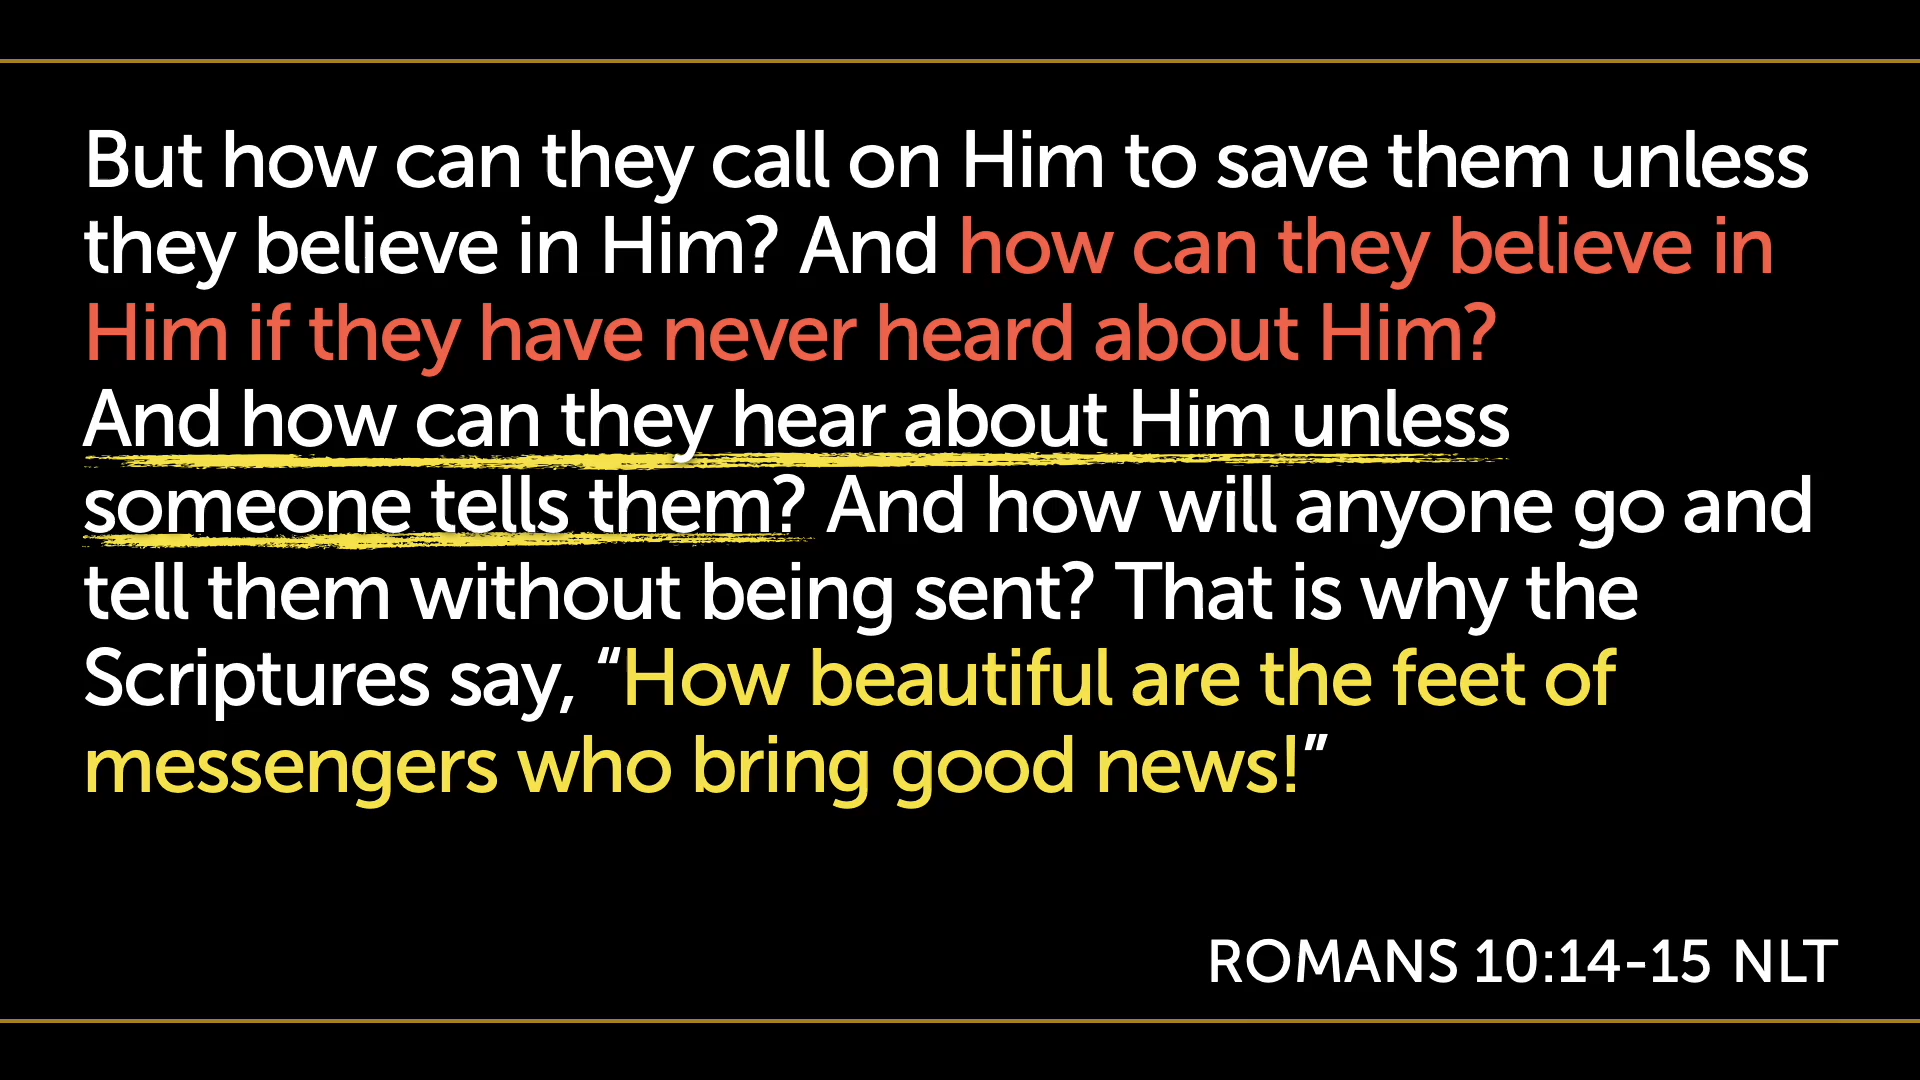 But how can they call on Him to save them unless
they believe in Him? And how can they believe in
Him if they have never heard about Him?
And how can they hear about Him unless
someone tells them? And how will anyone go and
tell them without being sent? That is why the
Scriptures say, “How beautiful are the feet of
messengers who bring good news!”
ROMANS 10:14-15 NLT